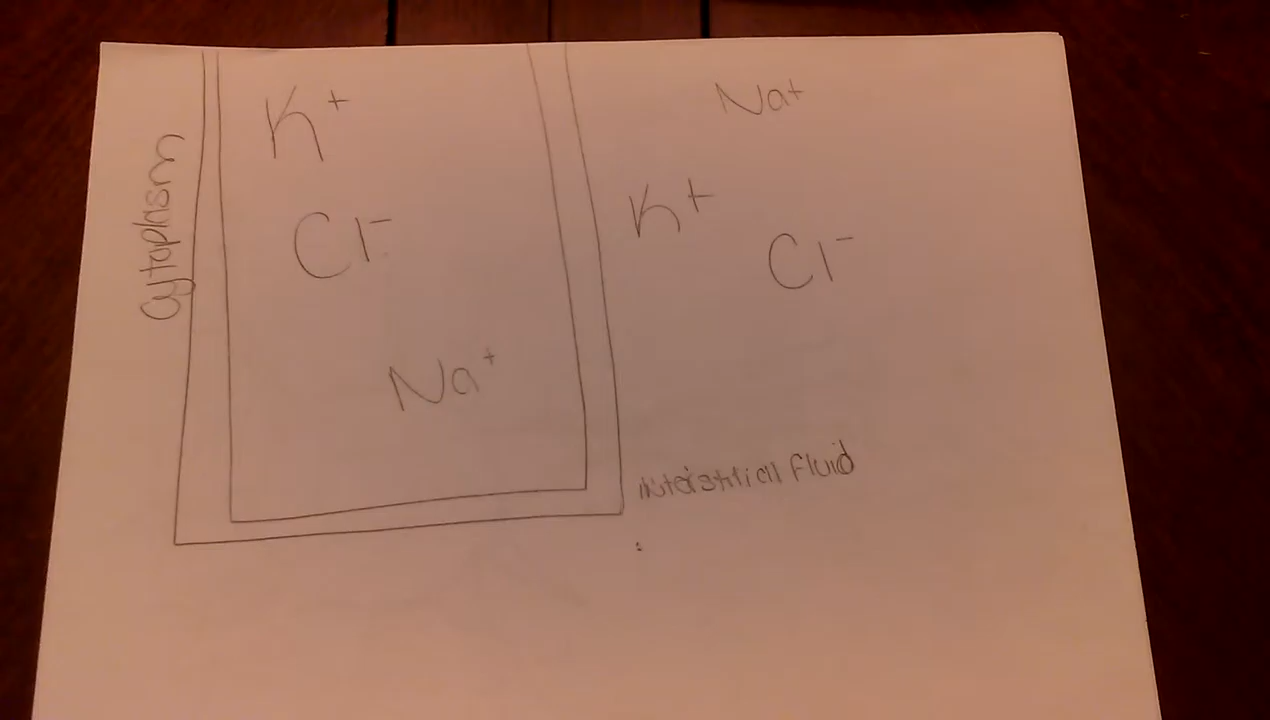 K+
Cl-
Na+
Cytoplasm
Na+
K+
Cl-
interstitial fluid